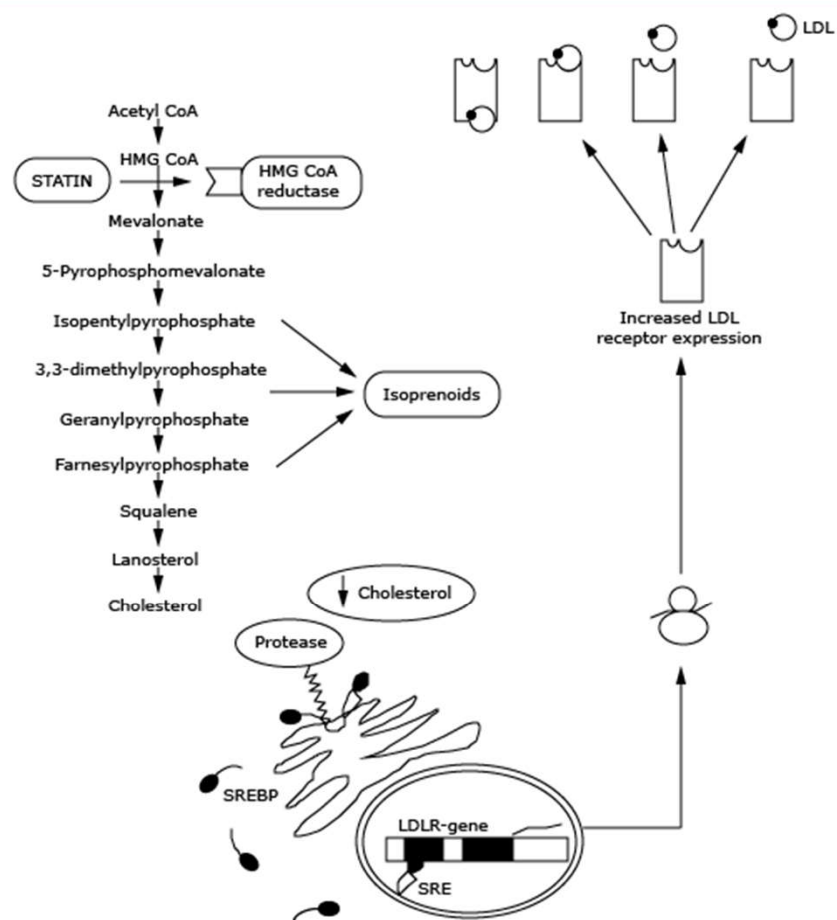 LDL
Acetyl CoA
HMG CoA
STATIN
HMG CoA
reductase
Mevalonate
5-Pyrophosphomevalonate
Isopentylpyrophosphate
3,3-dimethylpyrophosphate
Isoprenoids
Geranylpyrophosphate
Farnesylpyrophosphate
Squalene
Lanosterol
Cholesterol
Increased LDL
receptor expression
Cholesterol
Protease
SREBP
LDLR-gene
SRE